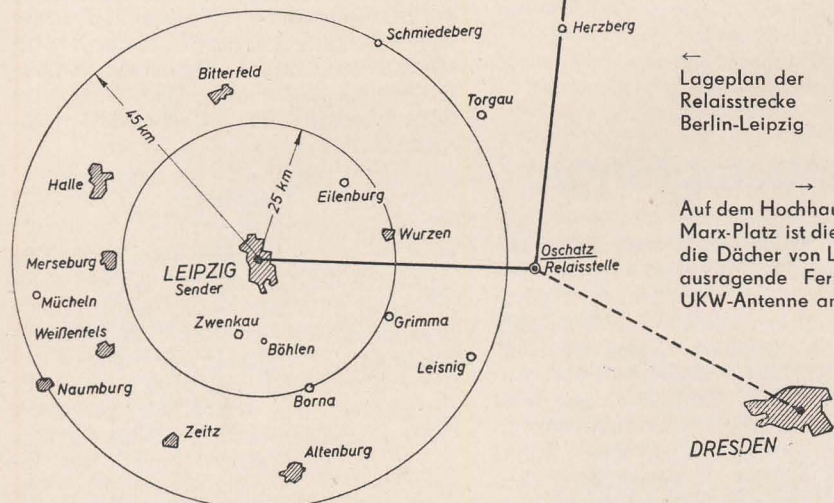 Schmiedeberg
Herzberg
Bitterfeld
Torgau
45 km
25 km
Halle
Eilenburg
Wurzen
Merseburg
LEIPZIG
Sender
Oschatz
Relaisstelle
Mücheln
Zwenkau
Grimma
Weißenfels
Böhlen
Leisnig
Naumburg
Borna
Zeitz
Altenburg
DRESDEN
←
Lageplan der
Relaisstrecke
Berlin-Leipzig
→
Auf dem Hochhau
Marx-Platz ist die
die Dächer von L
ausragende Fer
UKW-Antenne an